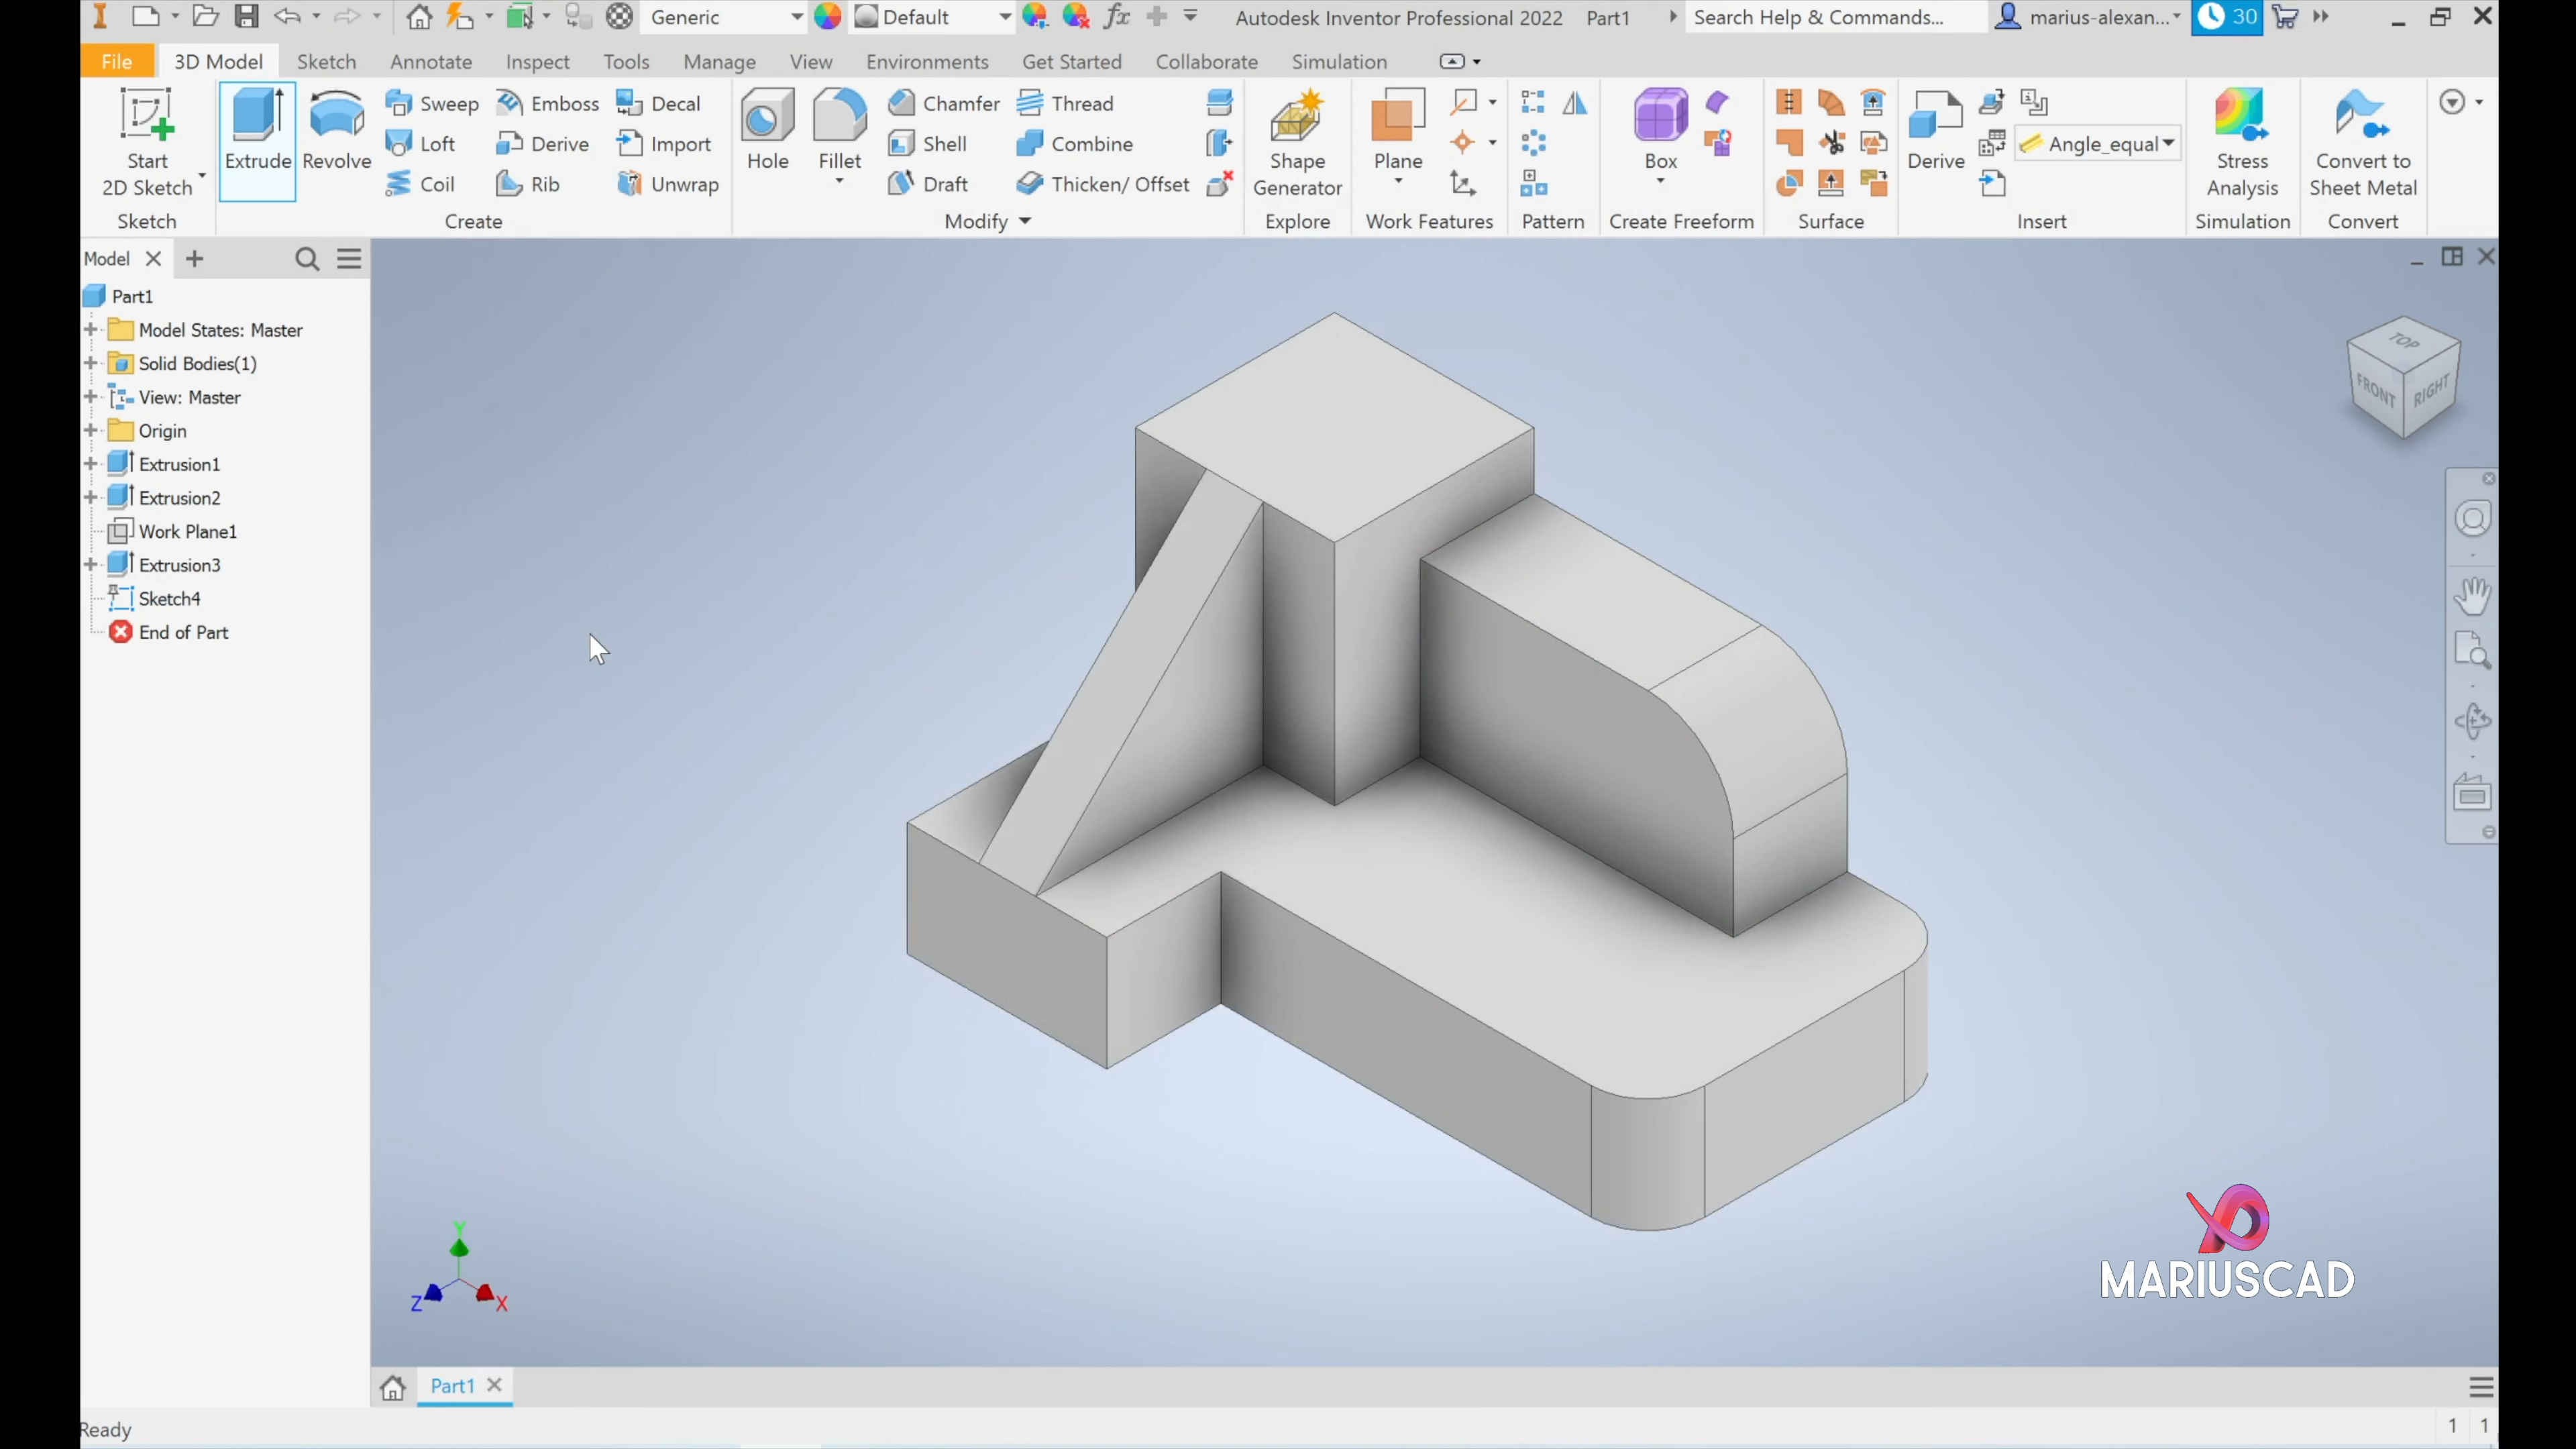 Generic
Default
Autodesk Inventor Professional 2022 Part1
Search Help & Commands...
marius-alexan...
30
File 3D Model Sketch Annotate Inspect Tools Manage View Environments Get Started Collaborate Simulation
Start
2D Sketch
Sketch
Extrude
Revolve
Sweep
Loft
Coil
Emboss
Derive
Rib
Decal
Import
Unwrap
Create
Hole
Fillet
Chamfer
Shell
Draft
Thread
Combine
Thicken/ Offset
Modify
Shape
Generator
Explore
Plane
Work Features
Pattern
Box
Create Freeform
Surface
Derive
Angle_equal
Insert
Stress
Analysis
Simulation
Convert to
Sheet Metal
Convert
Model
Part1
Model States: Master
Solid Bodies(1)
View: Master
Origin
Extrusion1
Extrusion2
Work Plane1
Extrusion3
Sketch4
End of Part
TOP
FRONT
RIGHT
Y
Z
X
MARIUSCAD
Part1
Ready
1 1